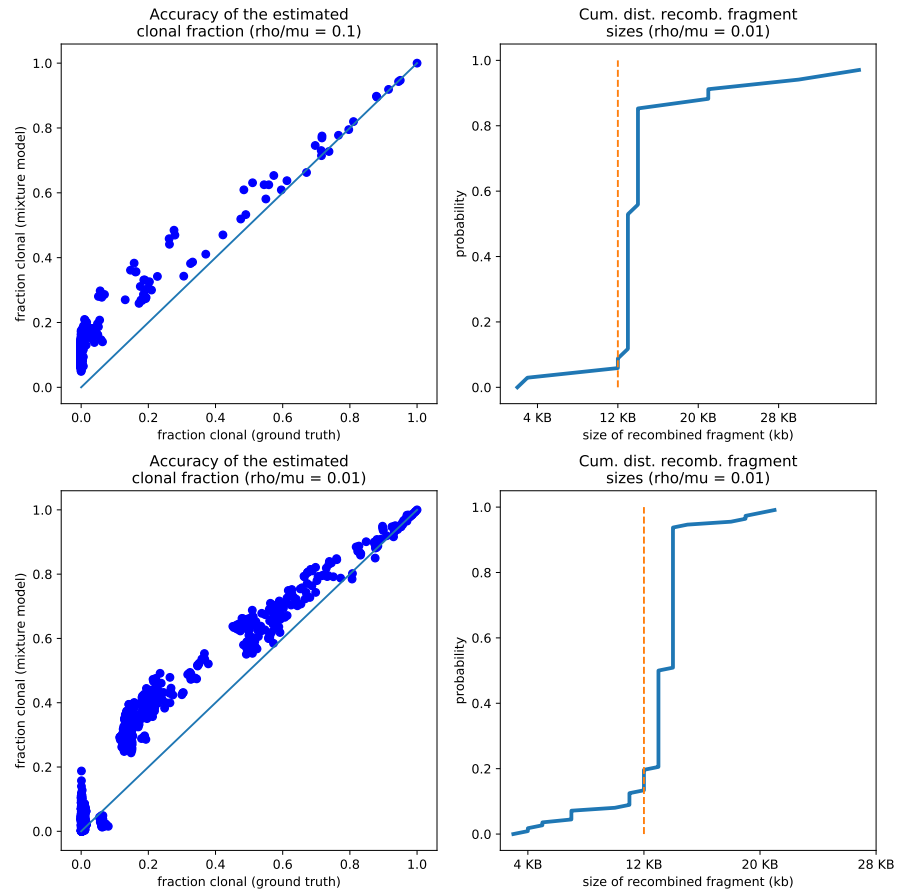 Accuracy of the estimated
clonal fraction (rho/mu = 0.1)
fraction clonal (mixture model)
1.0
0.8
0.6
0.4
0.2
0.0
0.0 0.2 0.4 0.6 0.8 1.0
fraction clonal (ground truth)
Cum. dist. recomb. fragment
sizes (rho/mu = 0.01)
probability
1.0
0.8
0.6
0.4
0.2
0.0
4 KB 12 KB 20 KB 28 KB
size of recombined fragment (kb)
Accuracy of the estimated
clonal fraction (rho/mu = 0.01)
fraction clonal (mixture model)
1.0
0.8
0.6
0.4
0.2
0.0
0.0 0.2 0.4 0.6 0.8 1.0
fraction clonal (ground truth)
Cum. dist. recomb. fragment
sizes (rho/mu = 0.01)
probability
1.0
0.8
0.6
0.4
0.2
0.0
4 KB 12 KB 20 KB 28 KB
size of recombined fragment (kb)